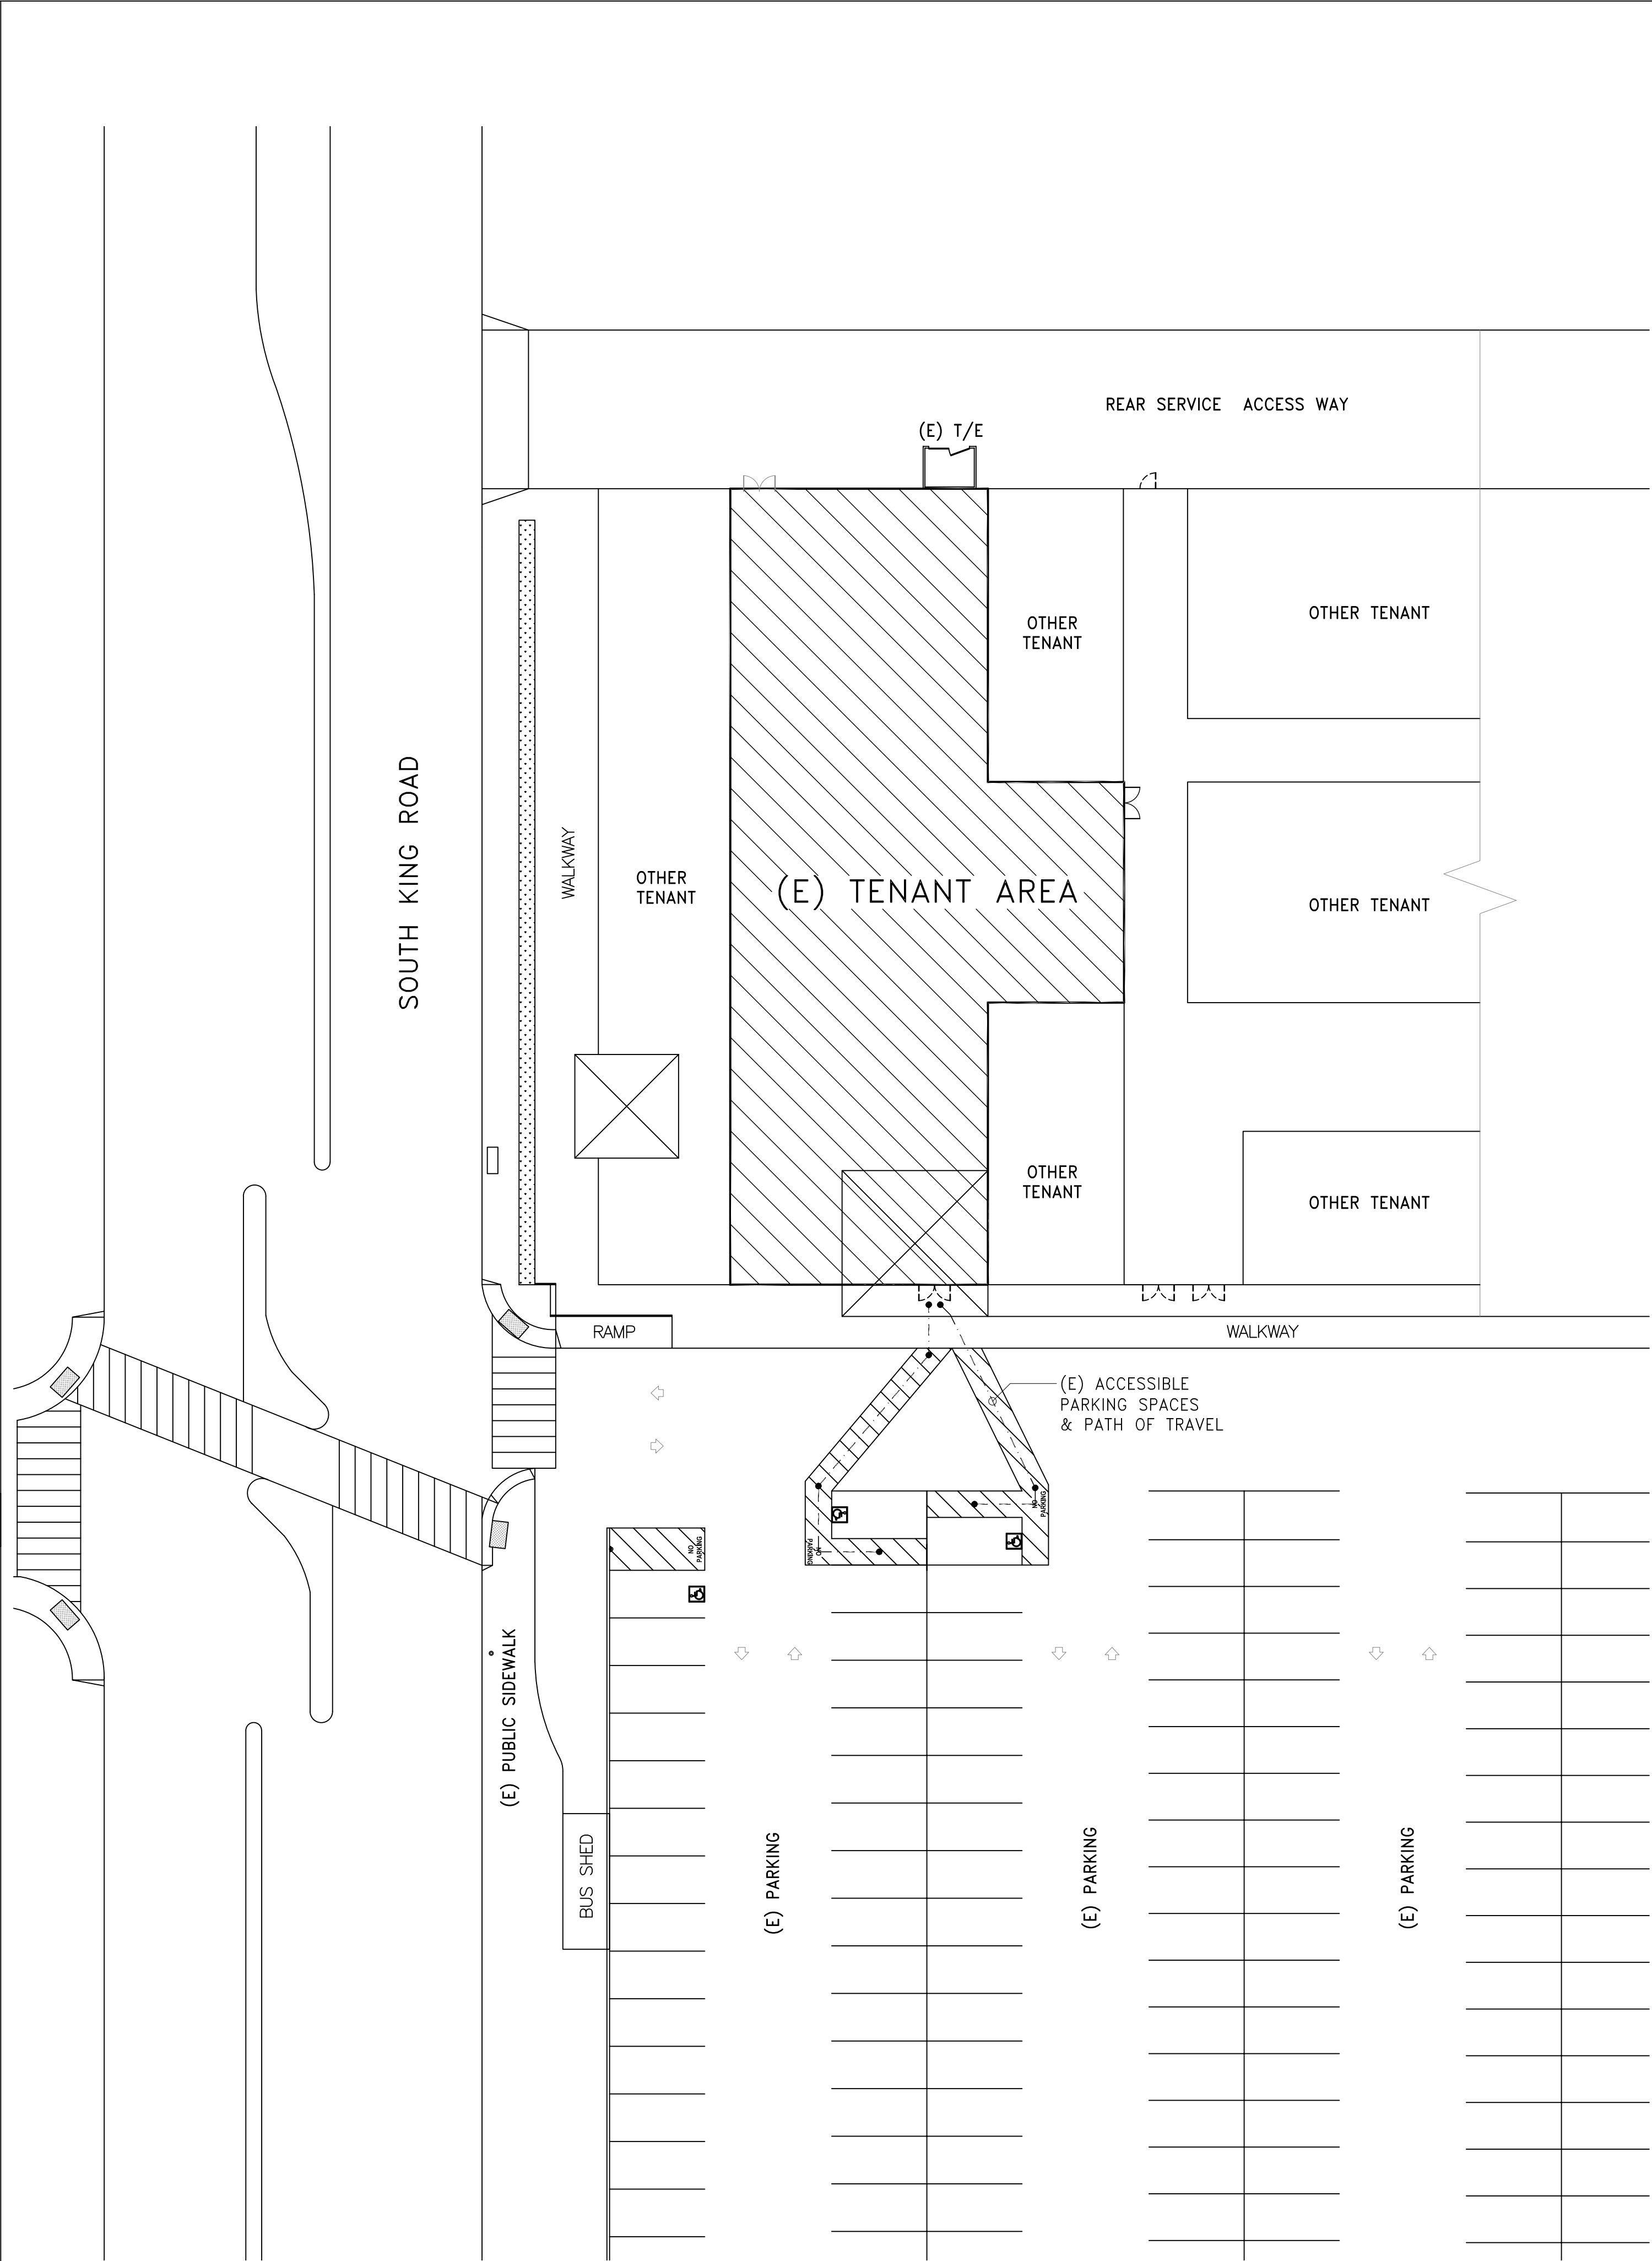 REAR SERVICE ACCESS WAY
(E) T/E
OTHER
TENANT
OTHER TENANT
SOUTH KING ROAD
WALKWAY
OTHER
TENANT
(E) TENANT AREA
OTHER TENANT
OTHER
TENANT
OTHER TENANT
RAMP
WALKWAY
(E) ACCESSIBLE
PARKING SPACES
& PATH OF TRAVEL
NO
PARKING
NO
PARKING
NO
PARKING
(E) PUBLIC SIDEWALK
BUS SHED
(E) PARKING
(E) PARKING
(E) PARKING